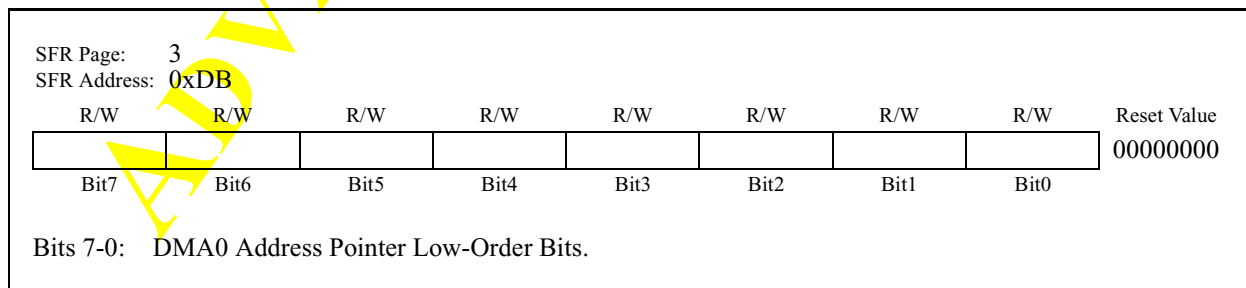 SFR Page: 3
SFR Address: 0xDB
R/W R/W R/W R/W R/W R/W R/W R/W Reset Value
00000000
Bit7 Bit6 Bit5 Bit4 Bit3 Bit2 Bit1 Bit0
Bits 7-0: DMA0 Address Pointer Low-Order Bits.